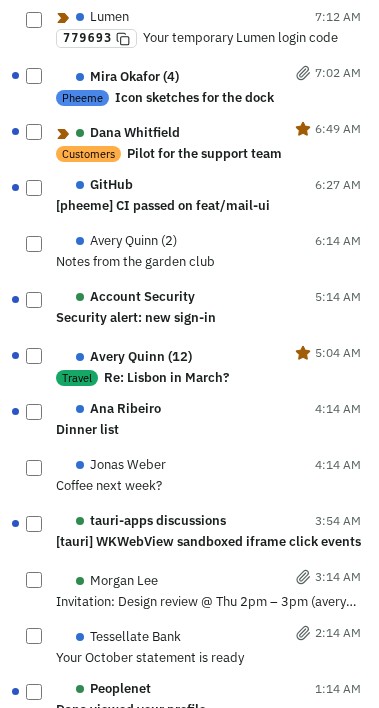 Lumen 7:12 AM
779693 Your temporary Lumen login code
Mira Okafor (4) 7:02 AM
Pheeme Icon sketches for the dock
Dana Whitfield 6:49 AM
Customers Pilot for the support team
GitHub 6:27 AM
[pheeme] CI passed on feat/mail-ui
Avery Quinn (2) 6:14 AM
Notes from the garden club
Account Security 5:14 AM
Security alert: new sign-in
Avery Quinn (12) 5:04 AM
Travel Re: Lisbon in March?
Ana Ribeiro 4:14 AM
Dinner list
Jonas Weber 4:14 AM
Coffee next week?
tauri-apps discussions 3:54 AM
[tauri] WKWebView sandboxed iframe click events
Morgan Lee 3:14 AM
Invitation: Design review @ Thu 2pm – 3pm (avery...
Tessellate Bank 2:14 AM
Your October statement is ready
Peoplenet 1:14 AM